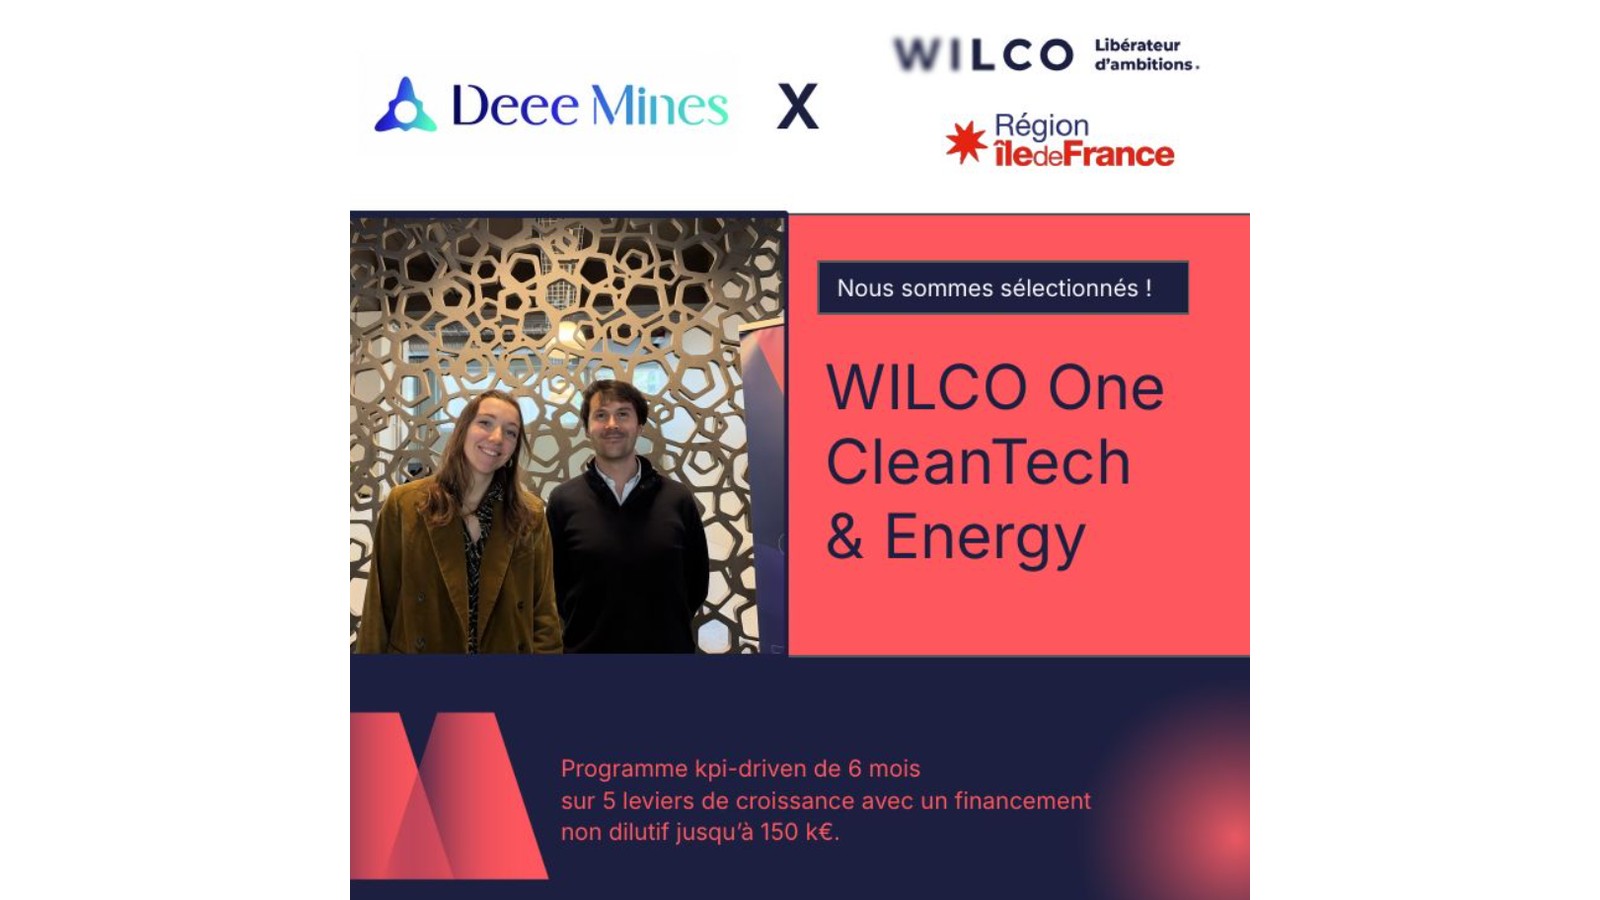 Deee Mines
X
WILCO
Libérateur
d'ambitions.
Région
îledeFrance
Nous sommes sélectionnés !
WILCO One
CleanTech
& Energy
Programme kpi-driven de 6 mois
sur 5 leviers de croissance avec un financement
non dilutif jusqu'à 150 k€.